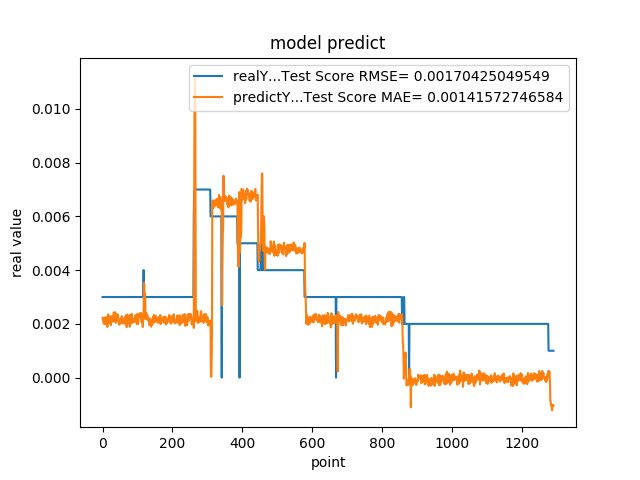 model predict
realY...Test Score RMSE= 0.00170425049549
predictY...Test Score MAE= 0.00141572746584
real value
0.010
0.008
0.006
0.004
0.002
0.000
0 200 400 600 800 1000 1200
point